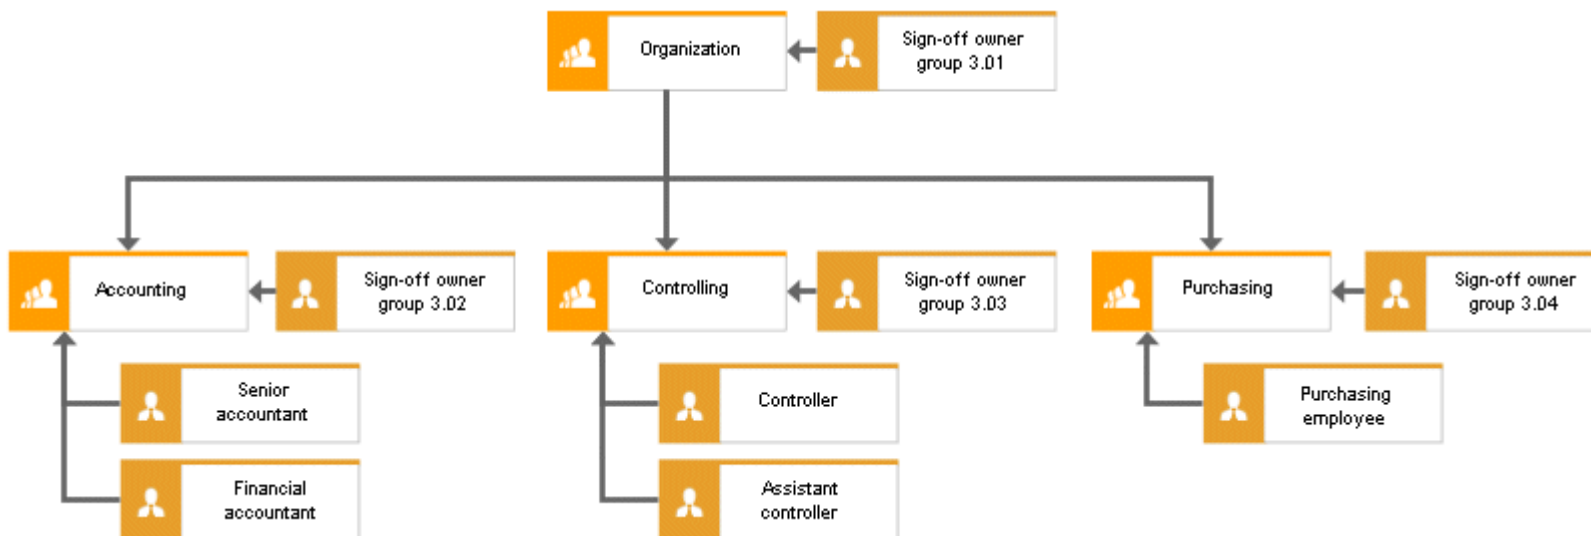 Organization
Sign-off owner
group 3.01
Accounting
Sign-off owner
group 3.02
Controlling
Sign-off owner
group 3.03
Purchasing
Sign-off owner
group 3.04
Senior
accountant
Controller
Purchasing
employee
Financial
accountant
Assistant
controller